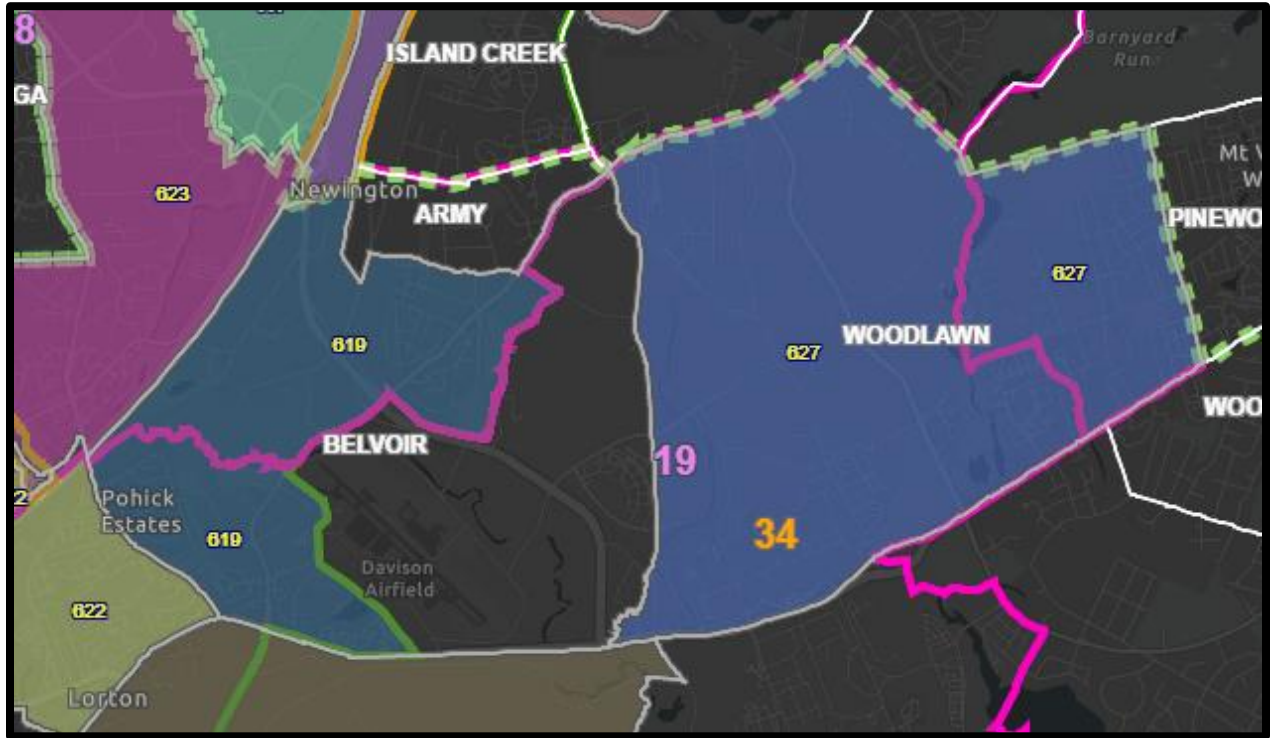 8
ISLAND CREEK
Barnyard
Run
GA
623
Newington
ARMY
Mt V
W
PINEWO
627
619
WOODLAWN
627
BELVOIR
WOO
19
2
Pohick
Estates
619
34
Davison
Airfield
622
Lorton